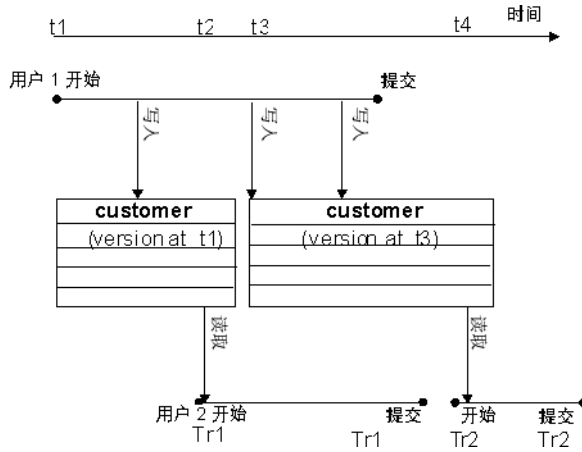 t1 t2 t3 t4 时间
用户 1 开始 提交
写入 写入 写入
customer customer
(version at t1) (version at t3)
读取 读取
用户 2 开始 提交 开始 提交
Tr1 Tr1 Tr2 Tr2